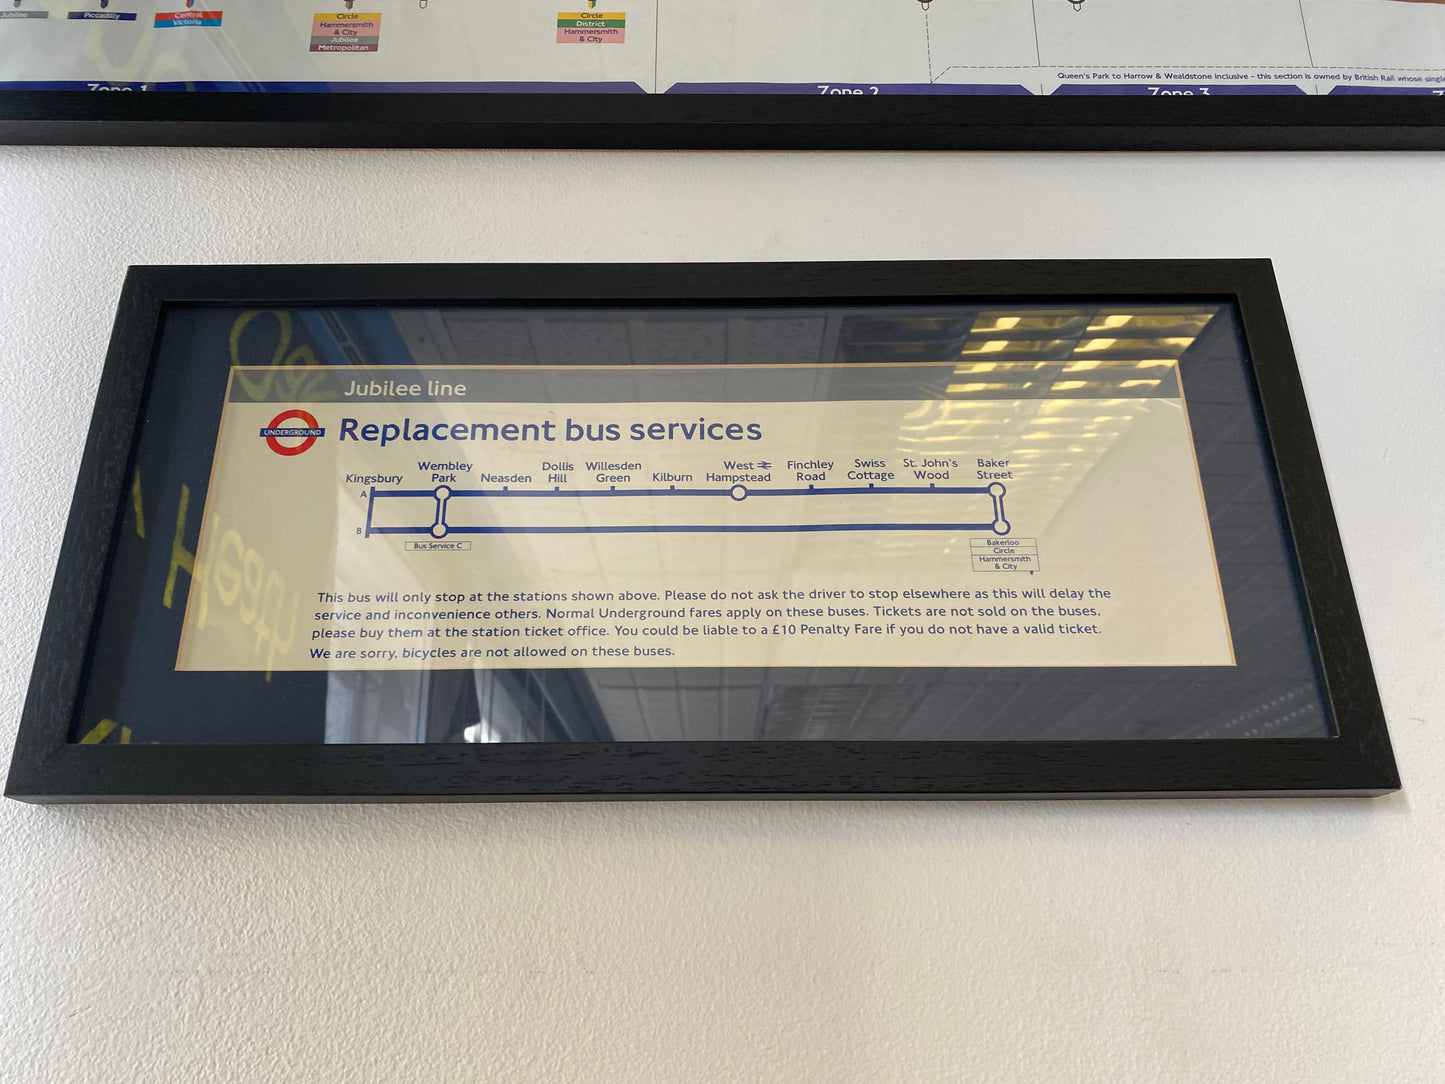 Jubilee
Piccadilly
Central
Victoria
Circle
Hammersmith
& City
Jubilee
Metropolitan
Circle
District
Hammersmith
& City
Queen's Park to Harrow & Wealdstone inclusive - this section is owned by British Rail whose single
Zone 1
Zone 2
Zone 3
Jubilee line
UNDERGROUND
Replacement bus services
Kingsbury
Wembley
Park
Neasden
Dollis
Hill
Willesden
Green
Kilburn
West
Hampstead
Finchley
Road
Swiss
Cottage
St. John's
Wood
Baker
Street
A
B
Bus Service C
Bakerloo
Circle
Hammersmith
& City
This bus will only stop at the stations shown above. Please do not ask the driver to stop elsewhere as this will delay the
service and inconvenience others. Normal Underground fares apply on these buses. Tickets are not sold on the buses,
please buy them at the station ticket office. You could be liable to a £10 Penalty Fare if you do not have a valid ticket.
We are sorry, bicycles are not allowed on these buses.